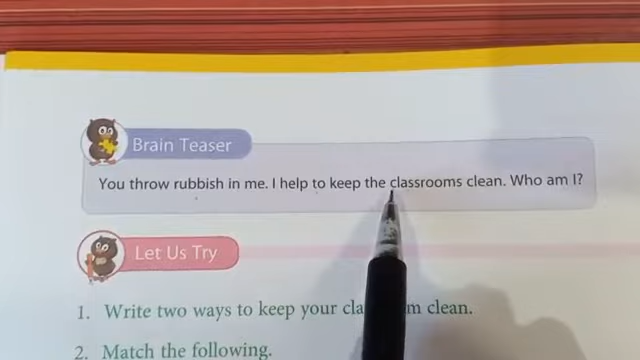 Brain Teaser
You throw rubbish in me. I help to keep the classrooms clean. Who am I?
Let Us Try
1. Write two ways to keep your cla m clean.
2. Match the following.